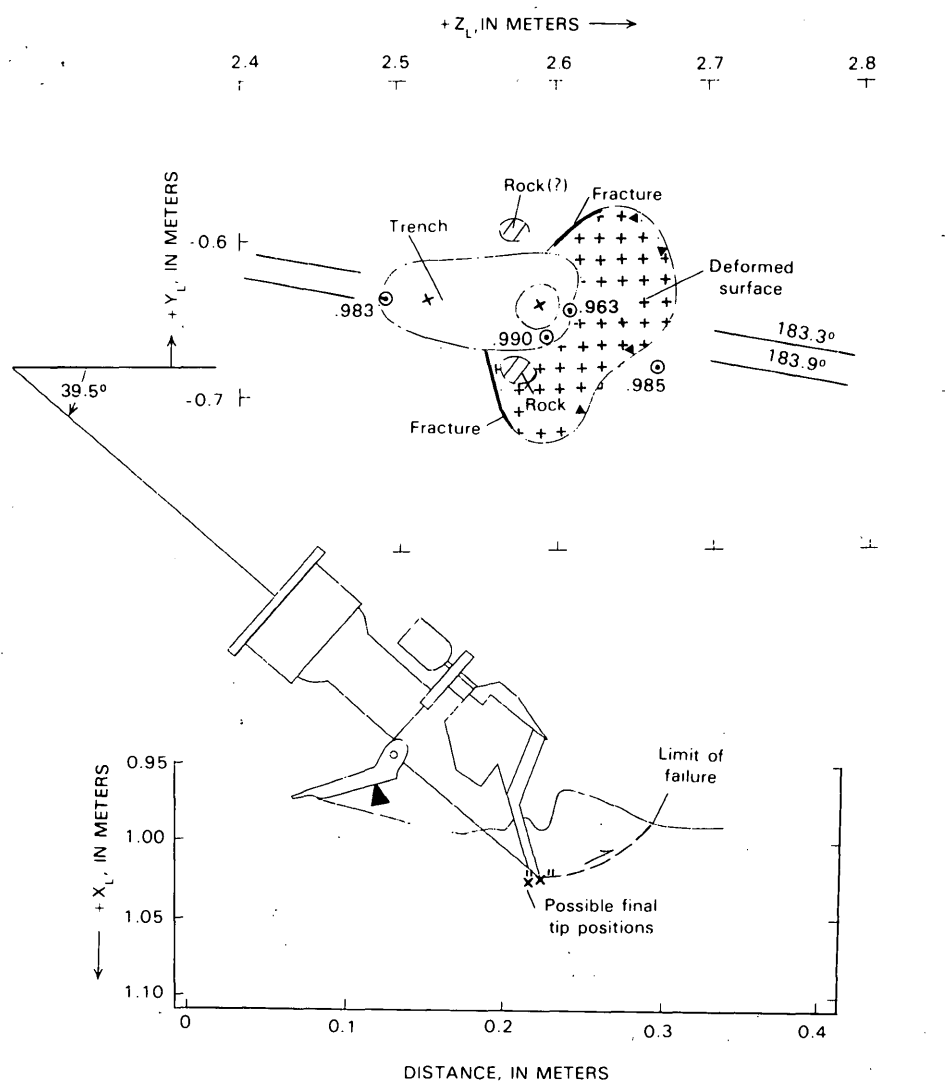 + Z_L, IN METERS
2.4 2.5 2.6 2.7 2.8
Rock(?)
Fracture
Trench
+ Y_L, IN METERS
-0.6
Deformed
surface
.983
.963
.990
183.3°
183.9°
.985
39.5°
-0.7
Rock
Fracture
Limit of
failure
0.95
1.00
+ X_L, IN METERS
1.05
1.10
Possible final
tip positions
0 0.1 0.2 0.3 0.4
DISTANCE, IN METERS